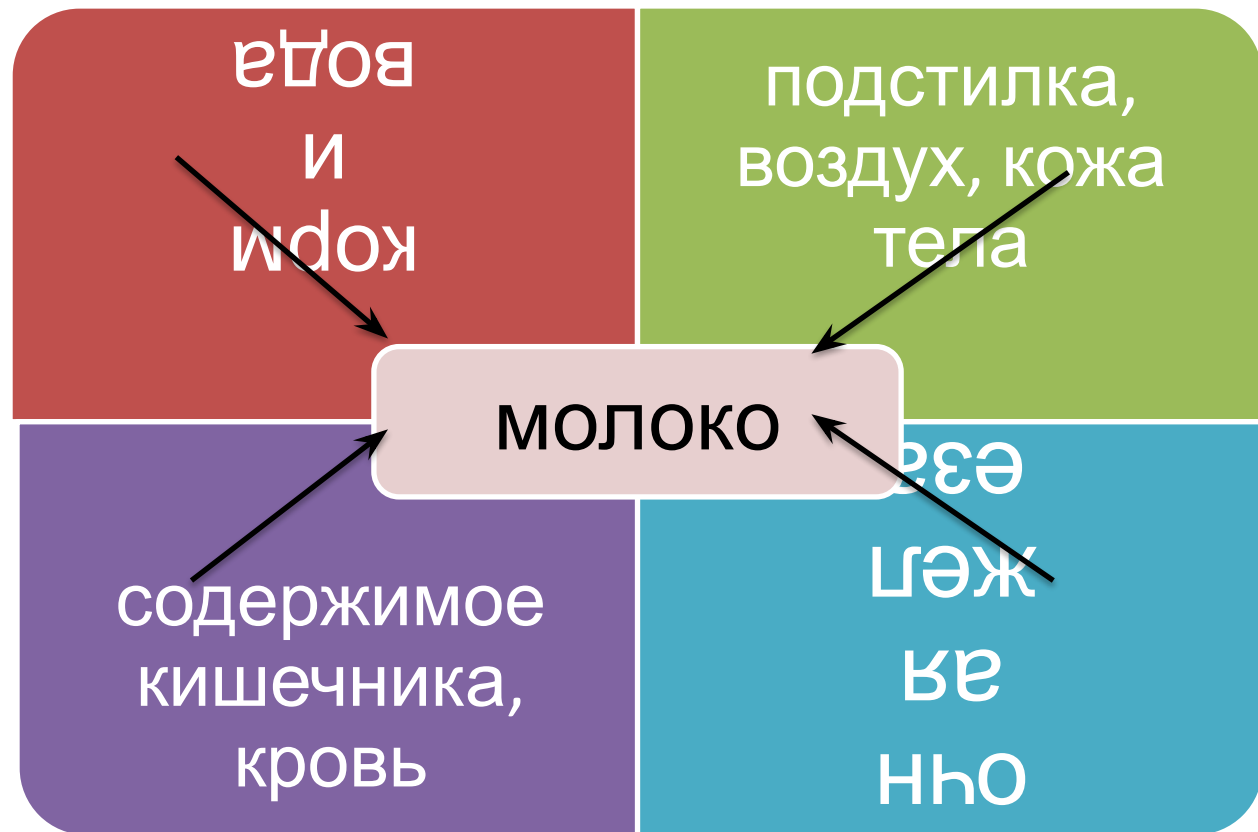 корм
и
вода
подстилка,
воздух, кожа
тела
молоко
содержимое
кишечника,
кровь
очн
ая
жел
еза